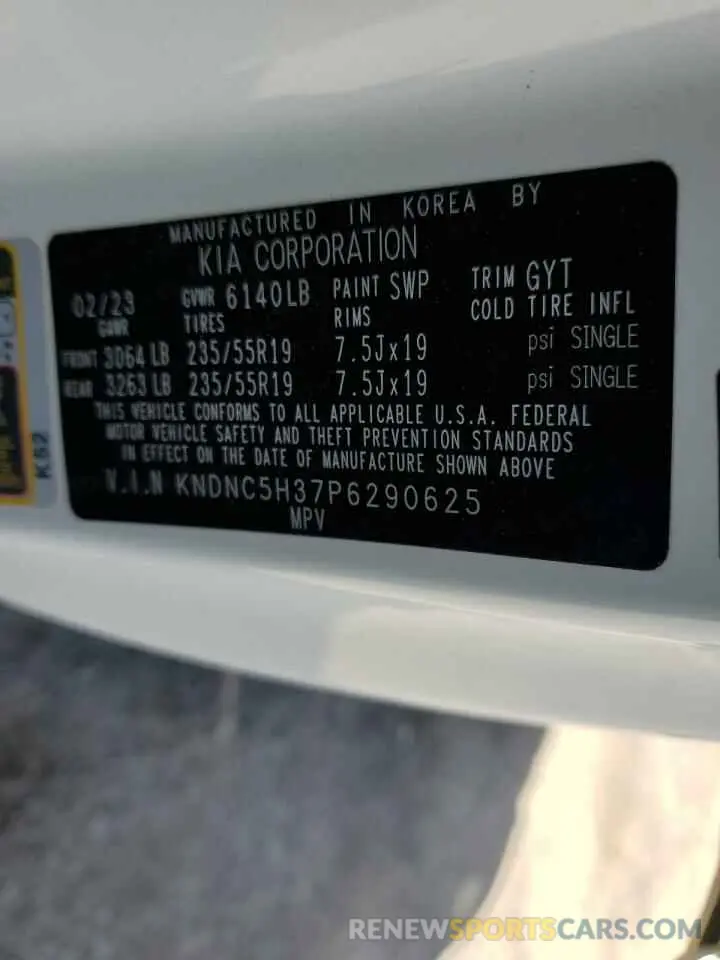 MANUFACTURED IN KOREA BY
KIA CORPORATION
02/23 GVWR 6140LB PAINT SWP TRIM GYT
GAWR TIRES RIMS COLD TIRE INFL
FRONT 3064 LB 235/55R19 7.5Jx19 psi SINGLE
REAR 3263 LB 235/55R19 7.5Jx19 psi SINGLE
THIS VEHICLE CONFORMS TO ALL APPLICABLE U.S.A. FEDERAL
MOTOR VEHICLE SAFETY AND THEFT PREVENTION STANDARDS
IN EFFECT ON THE DATE OF MANUFACTURE SHOWN ABOVE
V.I.N KNDNC5H37P6290625
MPV
K62
RENEWSPORTSCARS.COM